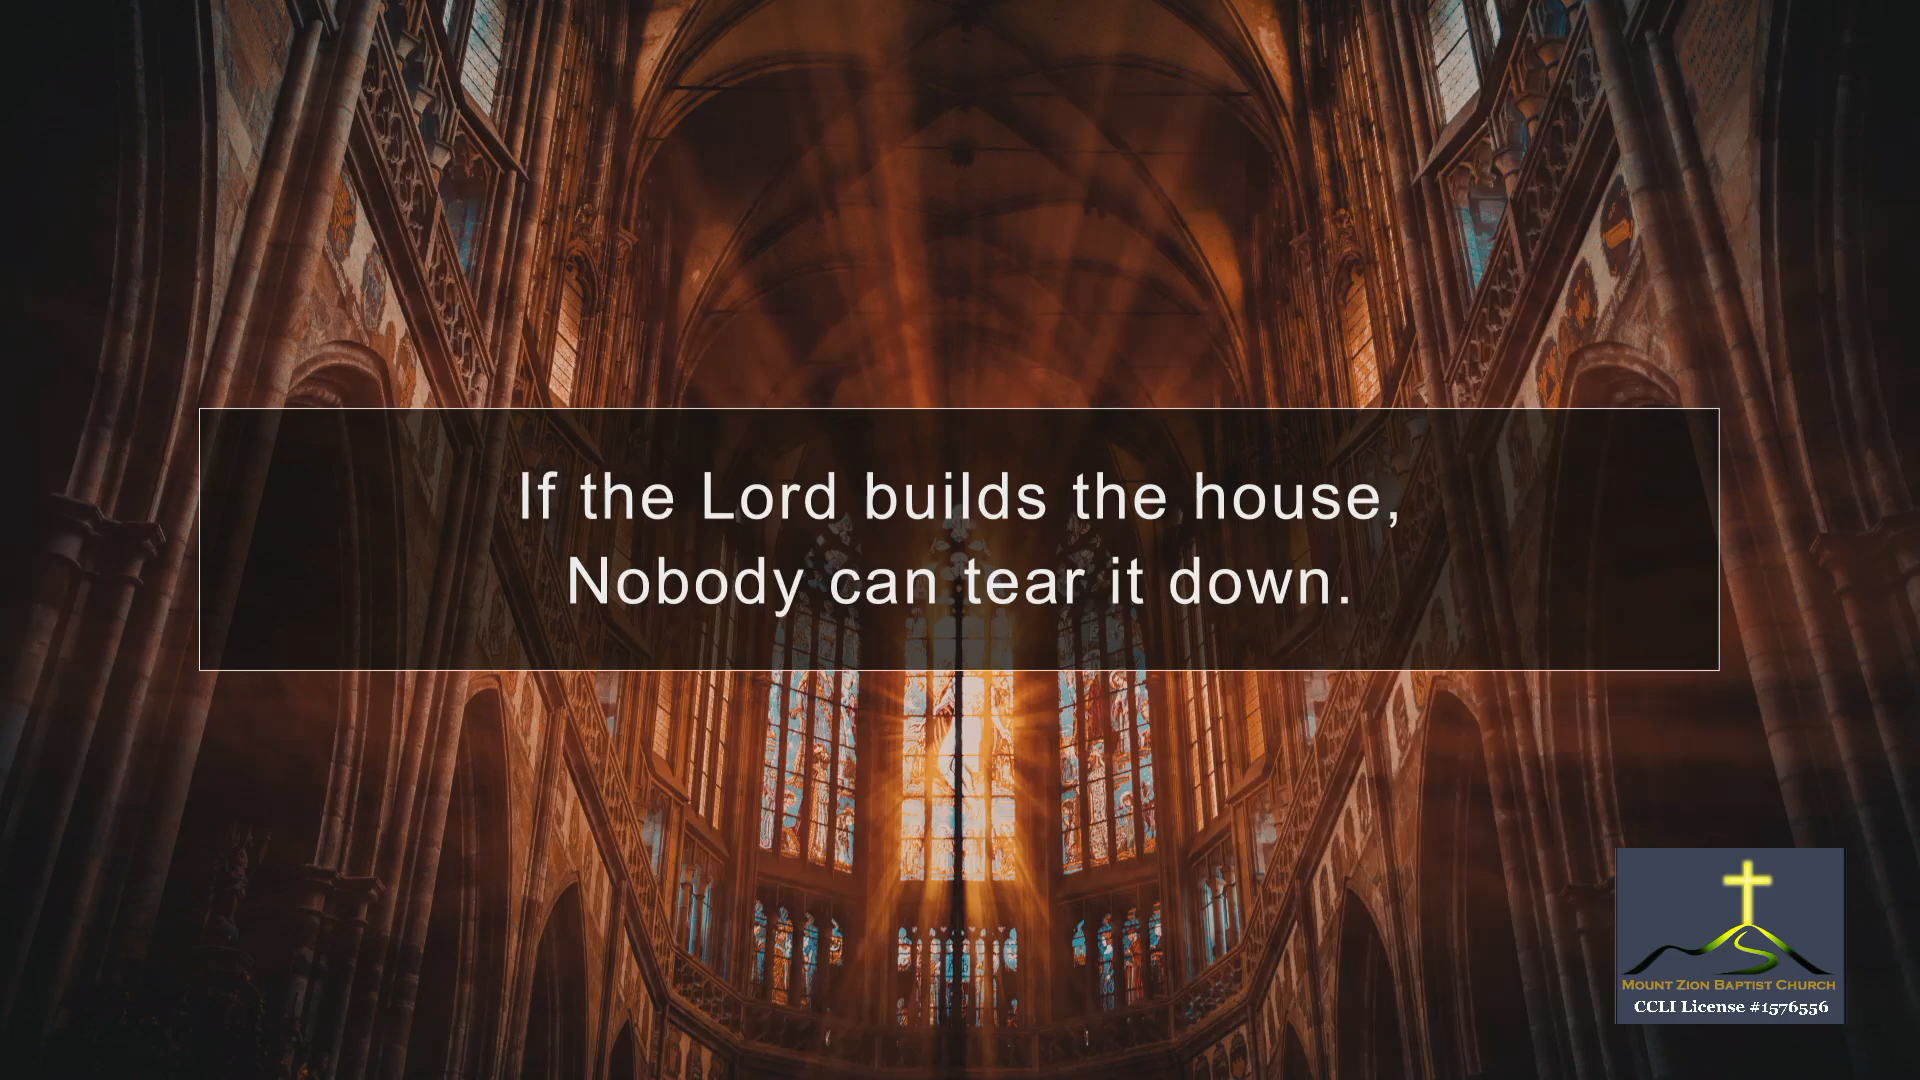 If the Lord builds the house,
Nobody can tear it down.
MOUNT ZION BAPTIST CHURCH
CCLI License #1576556